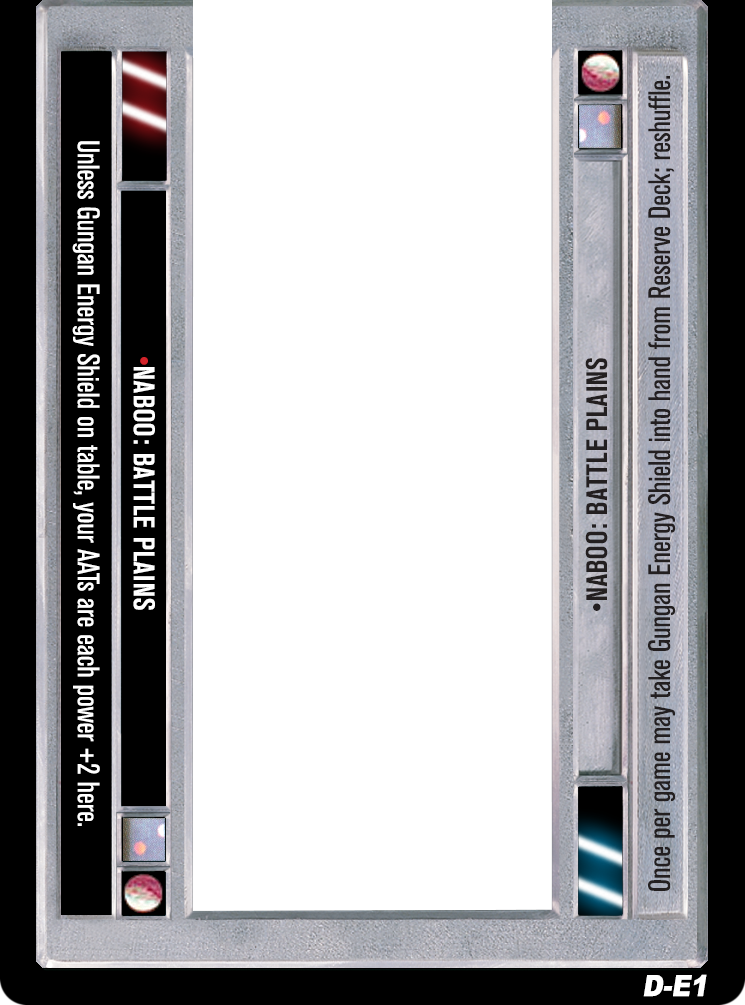 Unless Gungan Energy Shield on table, your AATs are each power +2 here.
•NABOO: BATTLE PLAINS
•NABOO: BATTLE PLAINS
Once per game may take Gungan Energy Shield into hand from Reserve Deck; reshuffle.
D-E1